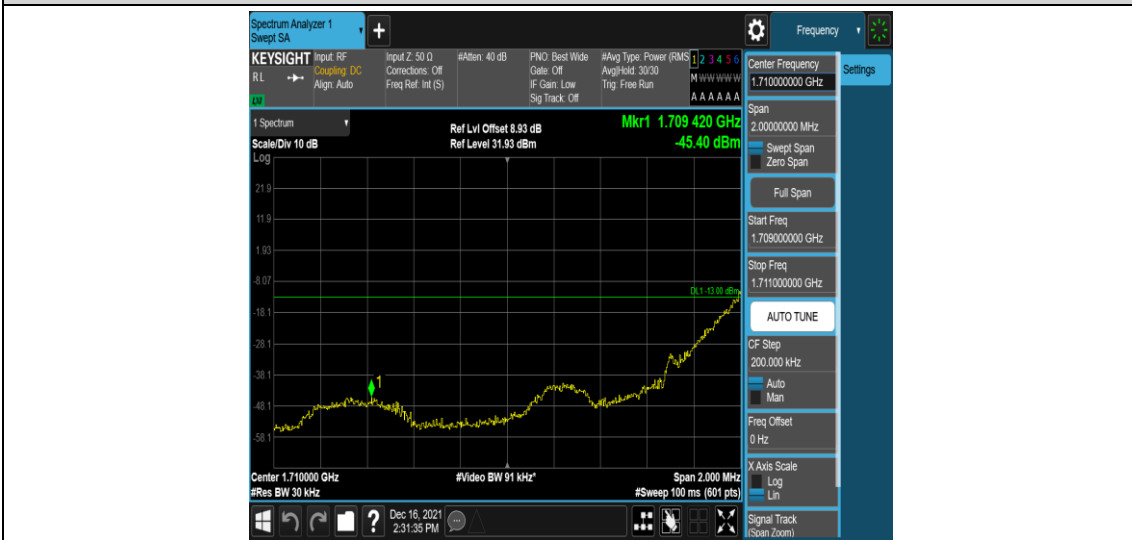 Spectrum Analyzer 1
Swept SA
+
Frequency
KEYSIGHT
Input: RF
Coupling: DC
Align: Auto
Input Z: 50 Ω
Corrections: Off
Freq Ref: Int (S)
#Atten: 40 dB
PNO: Best Wide
Gate: Off
IF Gain: Low
Sig Track: Off
#Avg Type: Power (RMS
Avg|Hold: 30/30
Trig: Free Run
1 2 3 4 5 6
M W W W W W
A A A A A A
RL
LXI
Center Frequency
1.710000000 GHz
Settings
Span
2.00000000 MHz
Swept Span
Zero Span
Full Span
Start Freq
1.709000000 GHz
Stop Freq
1.711000000 GHz
AUTO TUNE
CF Step
200.000 kHz
Auto
Man
Freq Offset
0 Hz
X Axis Scale
Log
Lin
Signal Track
(Span Zoom)
1 Spectrum
Scale/Div 10 dB
Ref Lvl Offset 8.93 dB
Ref Level 31.93 dBm
Mkr1 1.709 420 GHz
-45.40 dBm
Log
21.9
11.9
1.93
-8.07
-18.1
-28.1
-38.1
-48.1
-58.1
DL1 -13.00 dBm
1
Center 1.710000 GHz
#Res BW 30 kHz
#Video BW 91 kHz*
Span 2.000 MHz
#Sweep 100 ms (601 pts)
?
Dec 16, 2021
2:31:35 PM